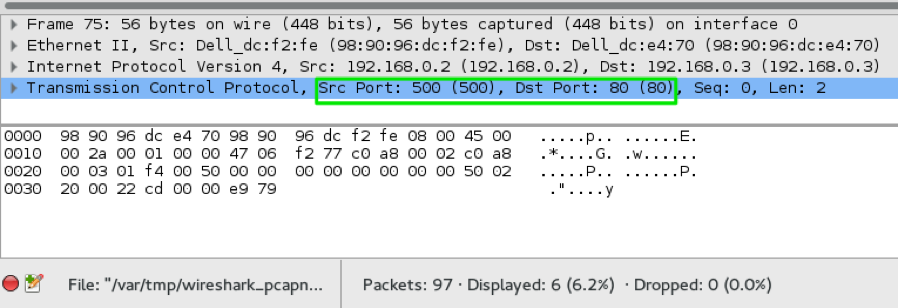 Frame 75: 56 bytes on wire (448 bits), 56 bytes captured (448 bits) on interface 0
Ethernet II, Src: Dell_dc:f2:fe (98:90:96:dc:f2:fe), Dst: Dell_dc:e4:70 (98:90:96:dc:e4:70)
Internet Protocol Version 4, Src: 192.168.0.2 (192.168.0.2), Dst: 192.168.0.3 (192.168.0.3)
Transmission Control Protocol, Src Port: 500 (500), Dst Port: 80 (80), Seq: 0, Len: 2
0000 98 90 96 dc e4 70 98 90 96 dc f2 fe 08 00 45 00 .....p.. ......E.
0010 00 2a 00 01 00 00 47 06 f2 77 c0 a8 00 02 c0 a8 .*....G. .w......
0020 00 03 01 f4 00 50 00 00 00 00 00 00 00 00 50 02 .....P.. ......P.
0030 20 00 22 cd 00 00 e9 79 ."....y
File: "/var/tmp/wireshark_pcapn... Packets: 97 · Displayed: 6 (6.2%) · Dropped: 0 (0.0%)